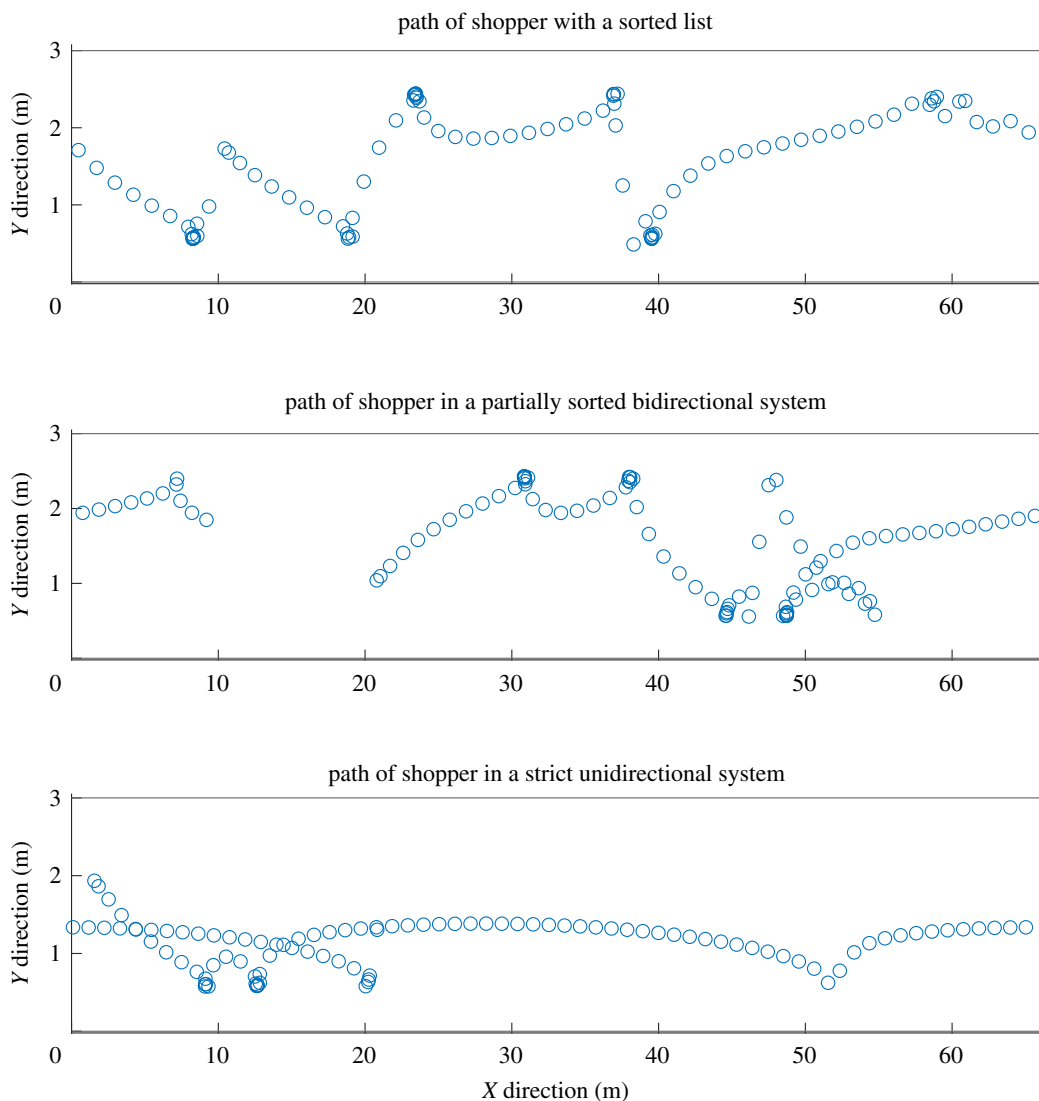 path of shopper with a sorted list
3
2
1
Y direction (m)
0 10 20 30 40 50 60
path of shopper in a partially sorted bidirectional system
3
2
1
Y direction (m)
0 10 20 30 40 50 60
path of shopper in a strict unidirectional system
3
2
1
Y direction (m)
0 10 20 30 40 50 60
X direction (m)